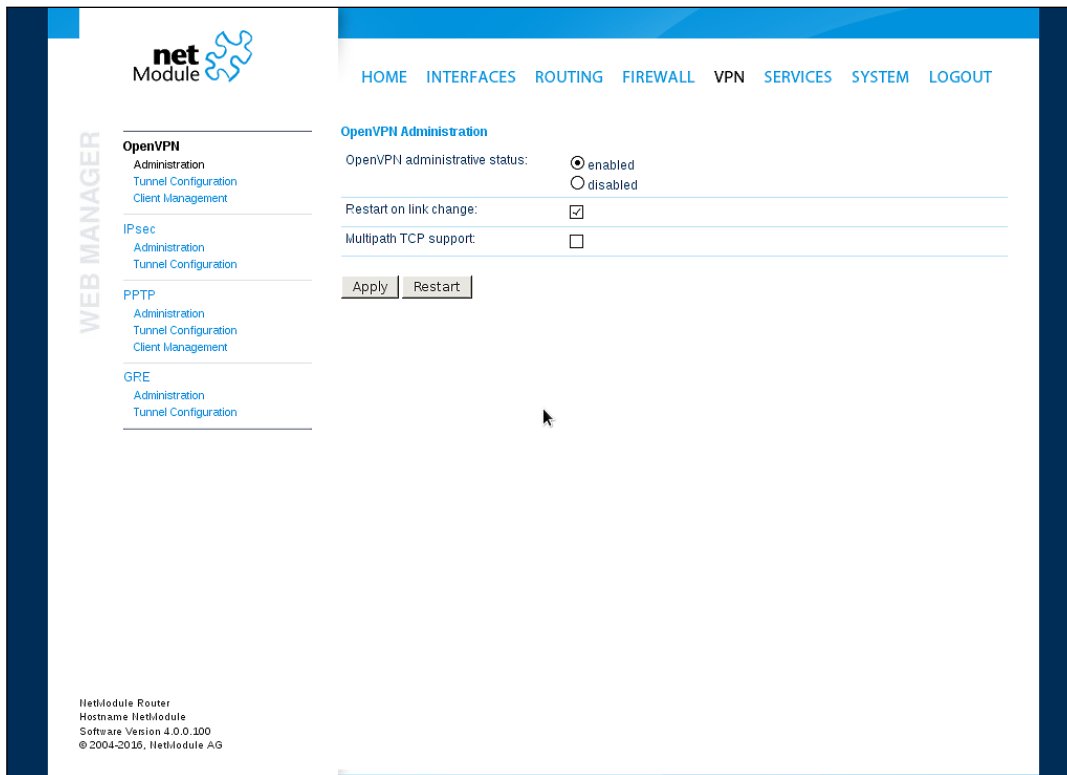 net
Module
HOME INTERFACES ROUTING FIREWALL VPN SERVICES SYSTEM LOGOUT
WEB MANAGER
OpenVPN
Administration
Tunnel Configuration
Client Management
IPsec
Administration
Tunnel Configuration
PPTP
Administration
Tunnel Configuration
Client Management
GRE
Administration
Tunnel Configuration
OpenVPN Administration
OpenVPN administrative status:
enabled
disabled
Restart on link change:
Multipath TCP support:
Apply Restart
NetModule Router
Hostname NetModule
Software Version 4.0.0.100
© 2004-2016, NetModule AG